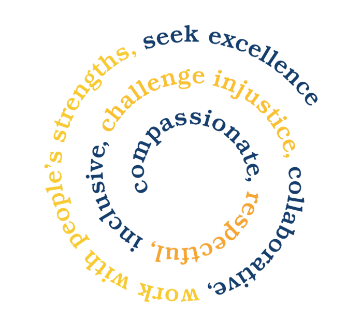 compassionate, respectful, inclusive, challenge injustice, collaborative, work with people's strengths, seek excellence